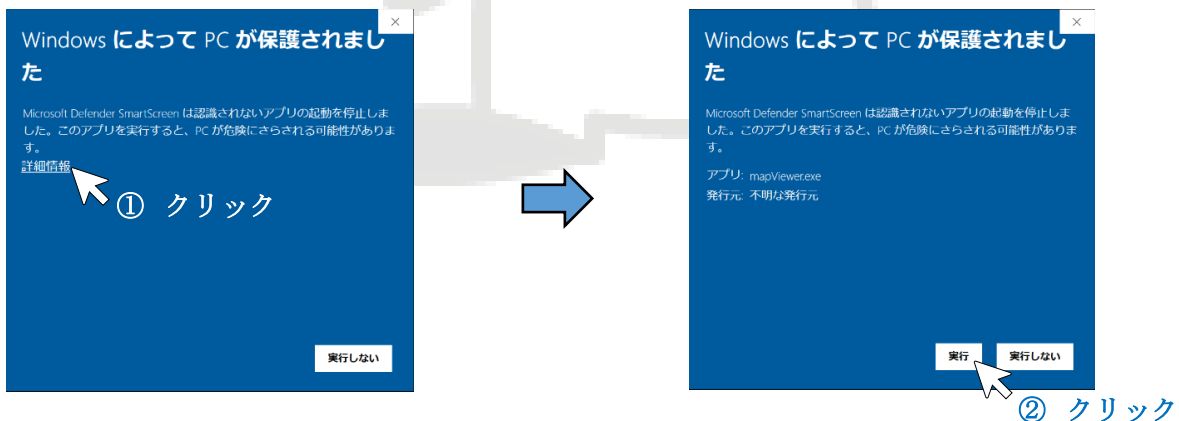 Windows によって PC が保護されまし
た
Microsoft Defender SmartScreen は認識されないアプリの起動を停止しま
した。このアプリを実行すると、PC が危険にさらされる可能性がありま
す。
詳細情報
① クリック
実行しない
Windows によって PC が保護されまし
た
Microsoft Defender SmartScreen は認識されないアプリの起動を停止しま
した。このアプリを実行すると、PC が危険にさらされる可能性がありま
す。
アプリ: mapViewer.exe
発行元: 不明な発行元
実行 実行しない
② クリック